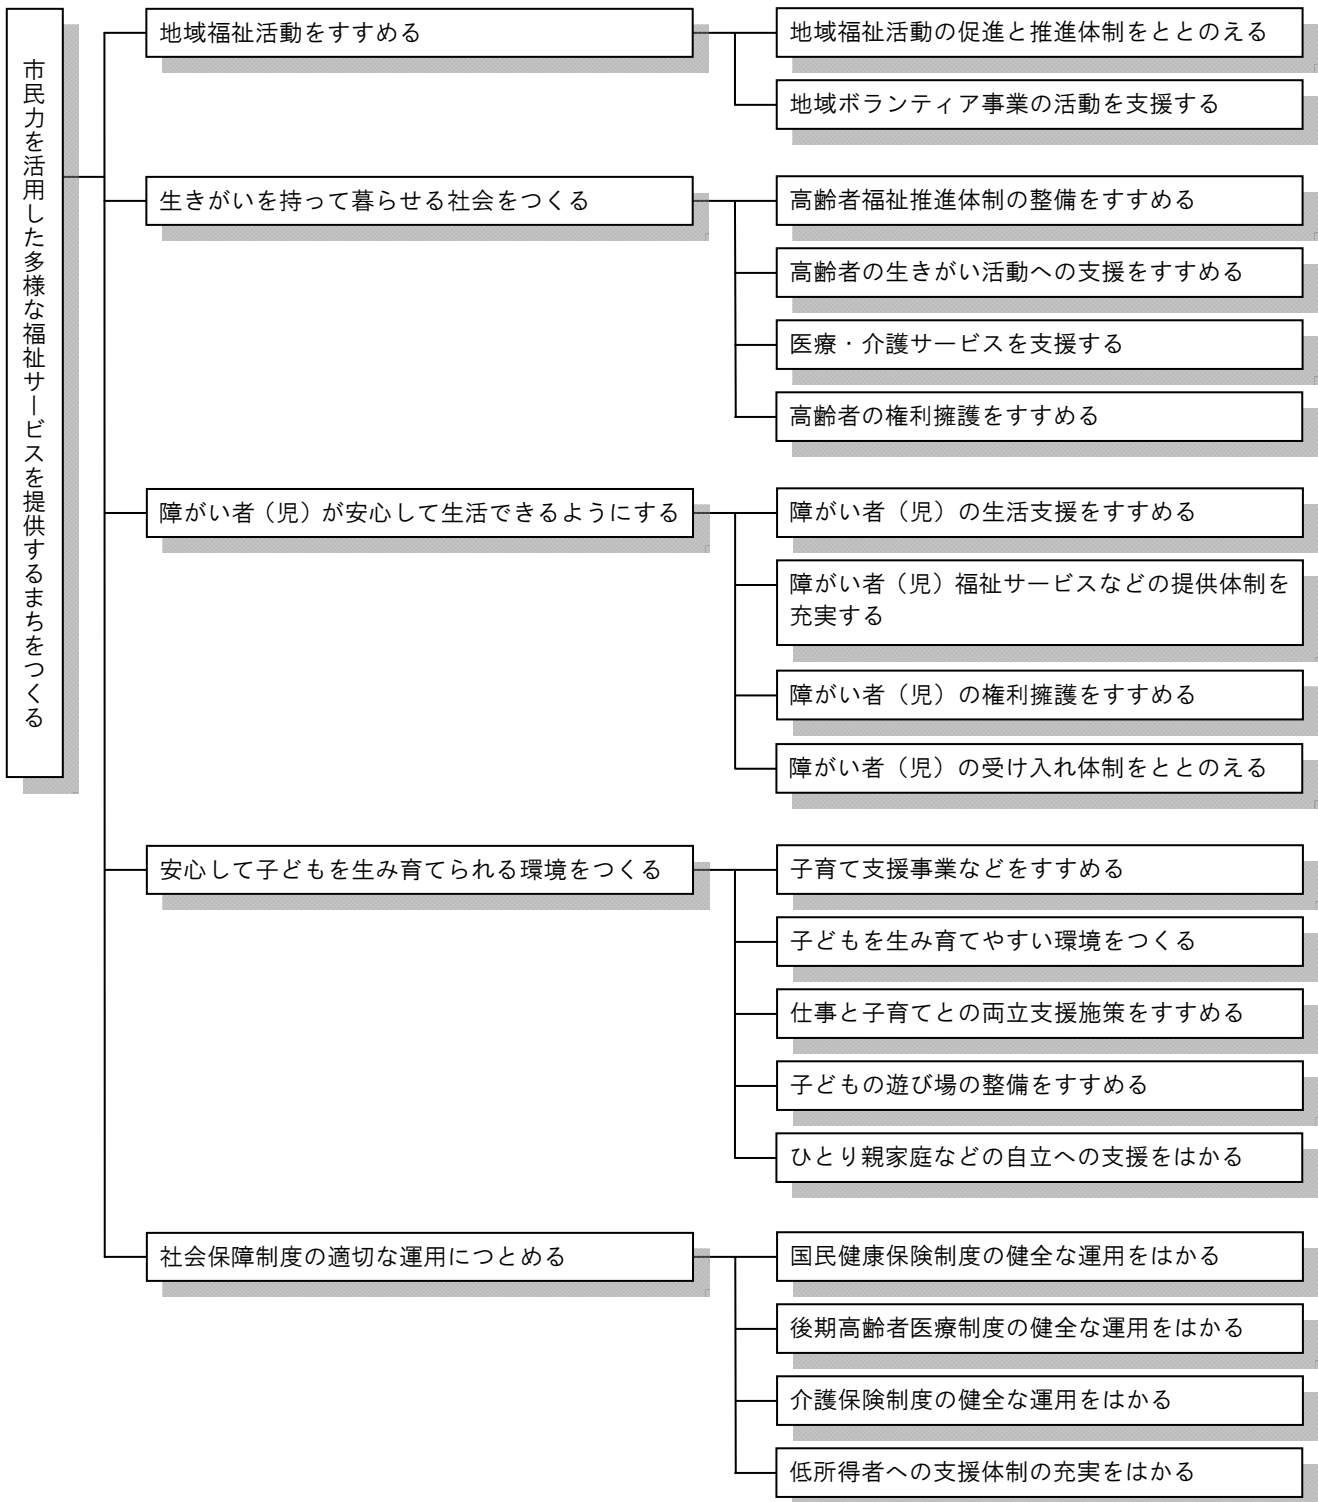 市民力を活用した多様な福祉サービスを提供するまちをつくる
地域福祉活動をすすめる
地域福祉活動の促進と推進体制をととのえる
地域ボランティア事業の活動を支援する
生きがいを持って暮らせる社会をつくる
高齢者福祉推進体制の整備をすすめる
高齢者の生きがい活動への支援をすすめる
医療・介護サービスを支援する
高齢者の権利擁護をすすめる
障がい者（児）が安心して生活できるようにする
障がい者（児）の生活支援をすすめる
障がい者（児）福祉サービスなどの提供体制を
充実する
障がい者（児）の権利擁護をすすめる
障がい者（児）の受け入れ体制をととのえる
安心して子どもを生み育てられる環境をつくる
子育て支援事業などをすすめる
子どもを生み育てやすい環境をつくる
仕事と子育てとの両立支援施策をすすめる
子どもの遊び場の整備をすすめる
ひとり親家庭などの自立への支援をはかる
社会保障制度の適切な運用につとめる
国民健康保険制度の健全な運用をはかる
後期高齢者医療制度の健全な運用をはかる
介護保険制度の健全な運用をはかる
低所得者への支援体制の充実をはかる